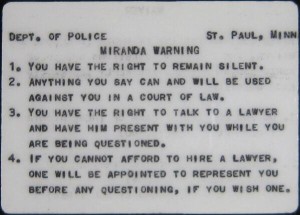 DEPT. OF POLICE ST. PAUL, MINN
MIRANDA WARNING
1. YOU HAVE THE RIGHT TO REMAIN SILENT.
2. ANYTHING YOU SAY CAN AND WILL BE USED
AGAINST YOU IN A COURT OF LAW.
3. YOU HAVE THE RIGHT TO TALK TO A LAWYER
AND HAVE HIM PRESENT WITH YOU WHILE YOU
ARE BEING QUESTIONED.
4. IF YOU CANNOT AFFORD TO HIRE A LAWYER,
ONE WILL BE APPOINTED TO REPRESENT YOU
BEFORE ANY QUESTIONING, IF YOU WISH ONE.